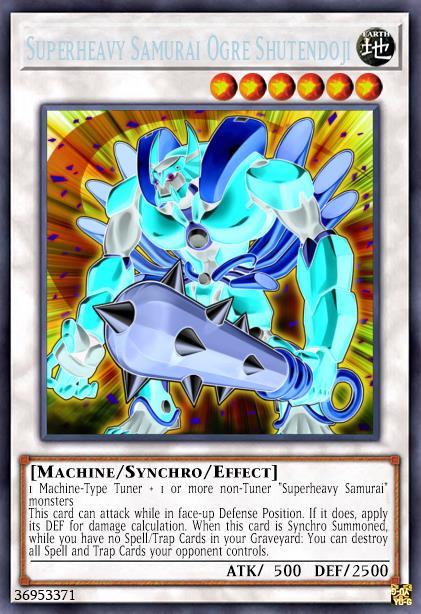 Superheavy Samurai Ogre Shutendoji
EARTH
地
[Machine/Synchro/Effect]
1 Machine-Type Tuner + 1 or more non-Tuner "Superheavy Samurai"
monsters
This card can attack while in face-up Defense Position. If it does, apply
its DEF for damage calculation. When this card is Synchro Summoned,
while you have no Spell/Trap Cards in your Graveyard: You can destroy
all Spell and Trap Cards your opponent controls.
ATK/ 500 DEF/2500
36953371